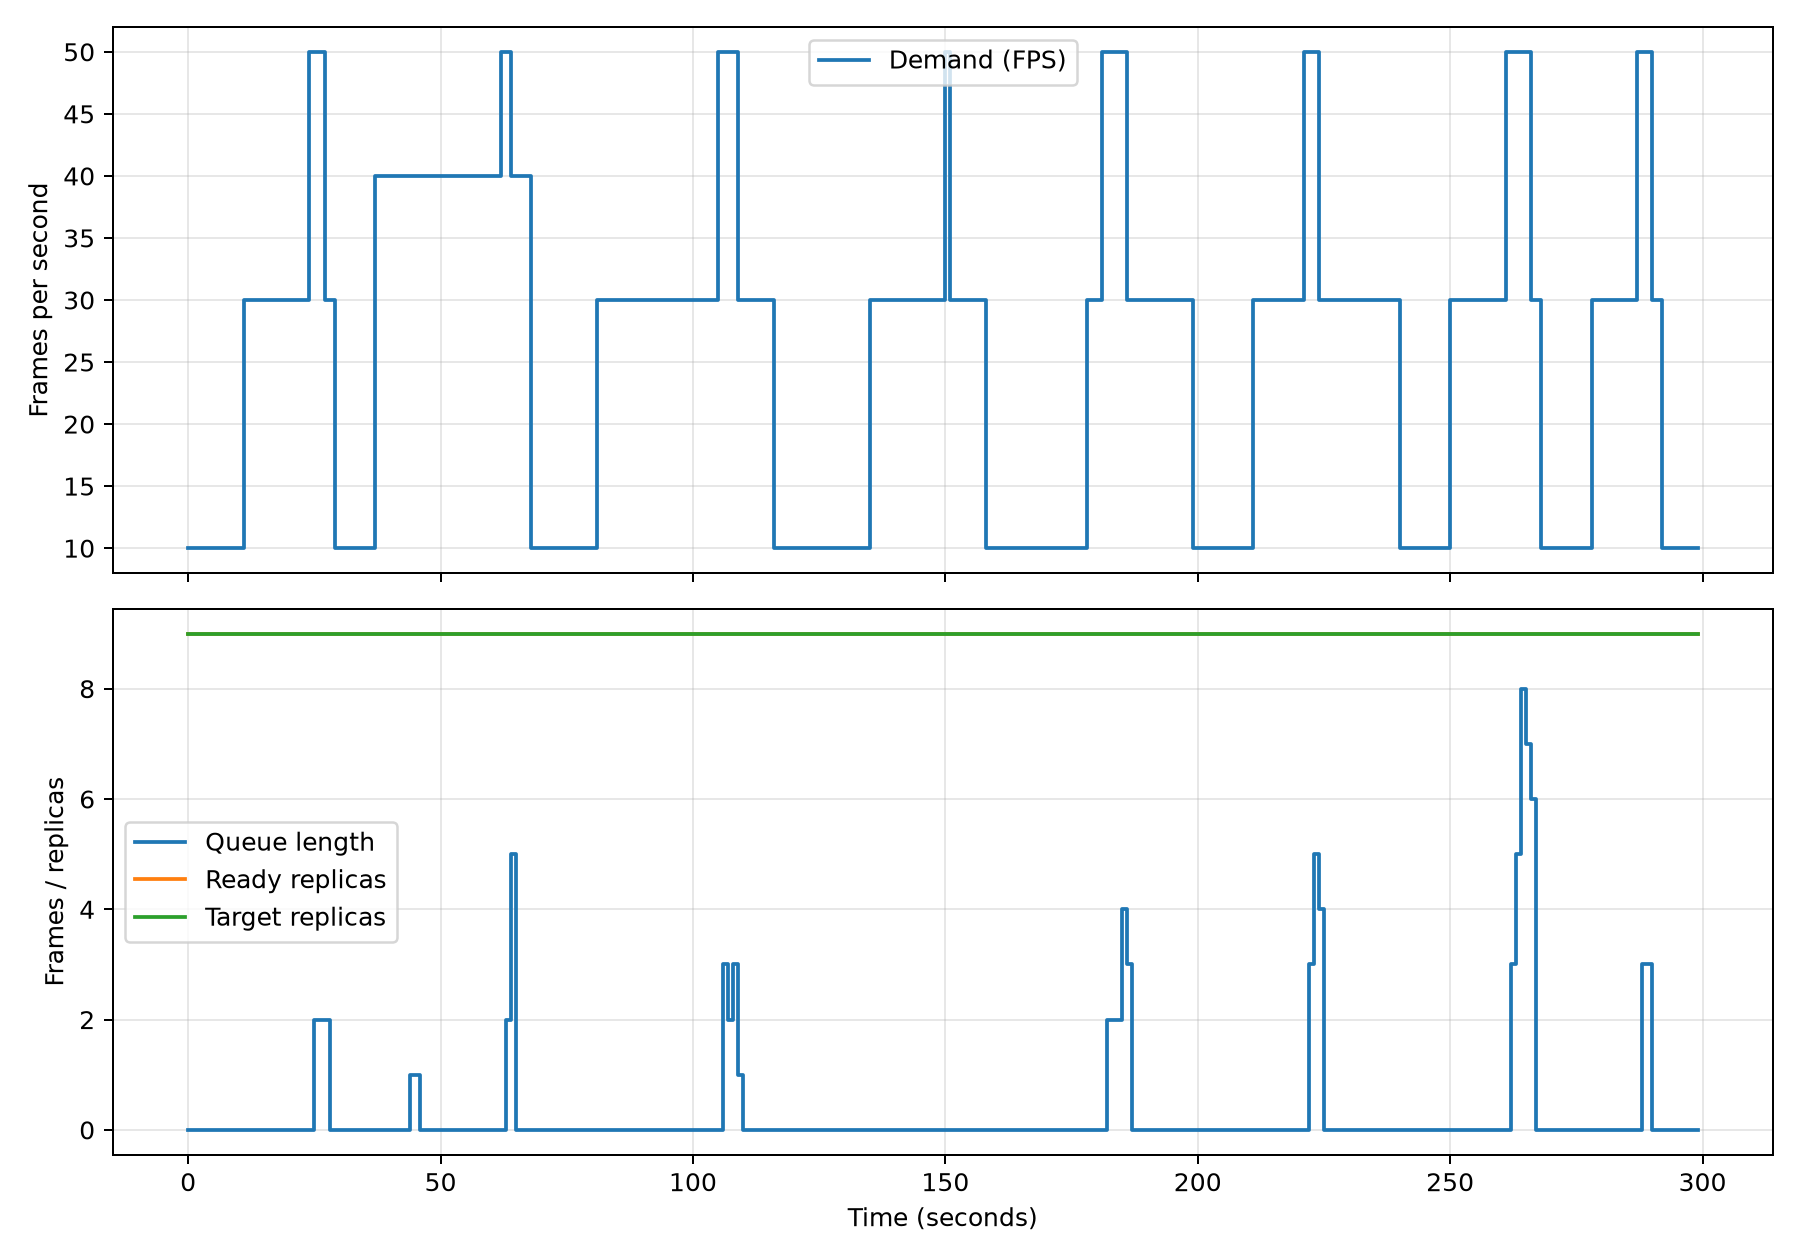 50
45
40
35
30
25
20
15
10
Frames per second
Demand (FPS)
8
6
4
2
0
Frames / replicas
Queue length
Ready replicas
Target replicas
0 50 100 150 200 250 300
Time (seconds)